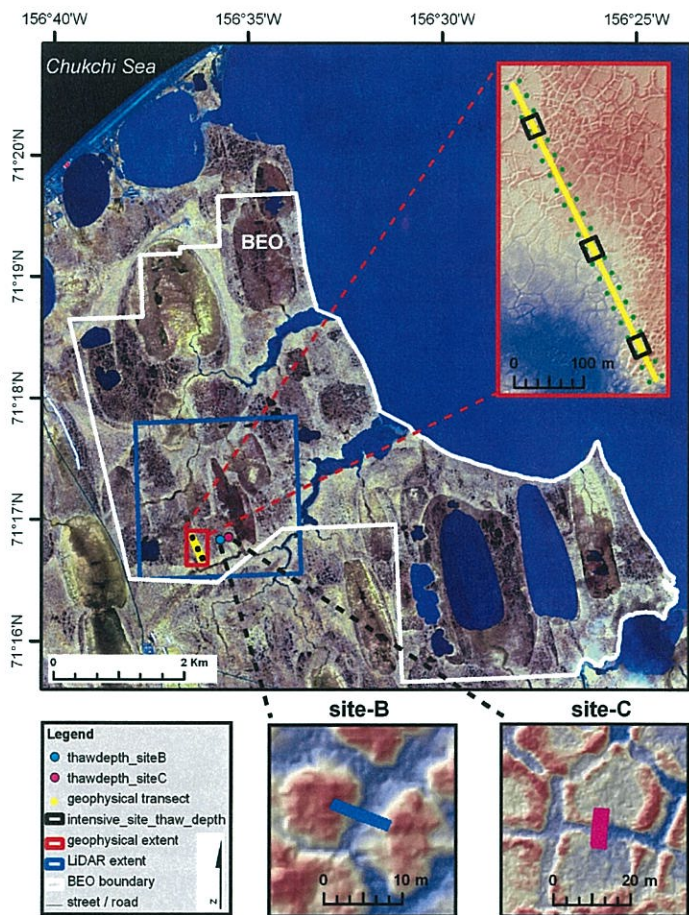 156°40'W 156°35'W 156°30'W 156°25'W
Chukchi Sea
71°20'N
BEO
71°19'N
0 100 m
71°18'N
71°17'N
71°16'N
0 2 Km
site-B
site-C
Legend
thawdepth_siteB
thawdepth_siteC
geophysical transect
intensive_site_thaw_depth
geophysical extent
LiDAR extent
BEO boundary
street / road
N
0 10 m
0 20 m